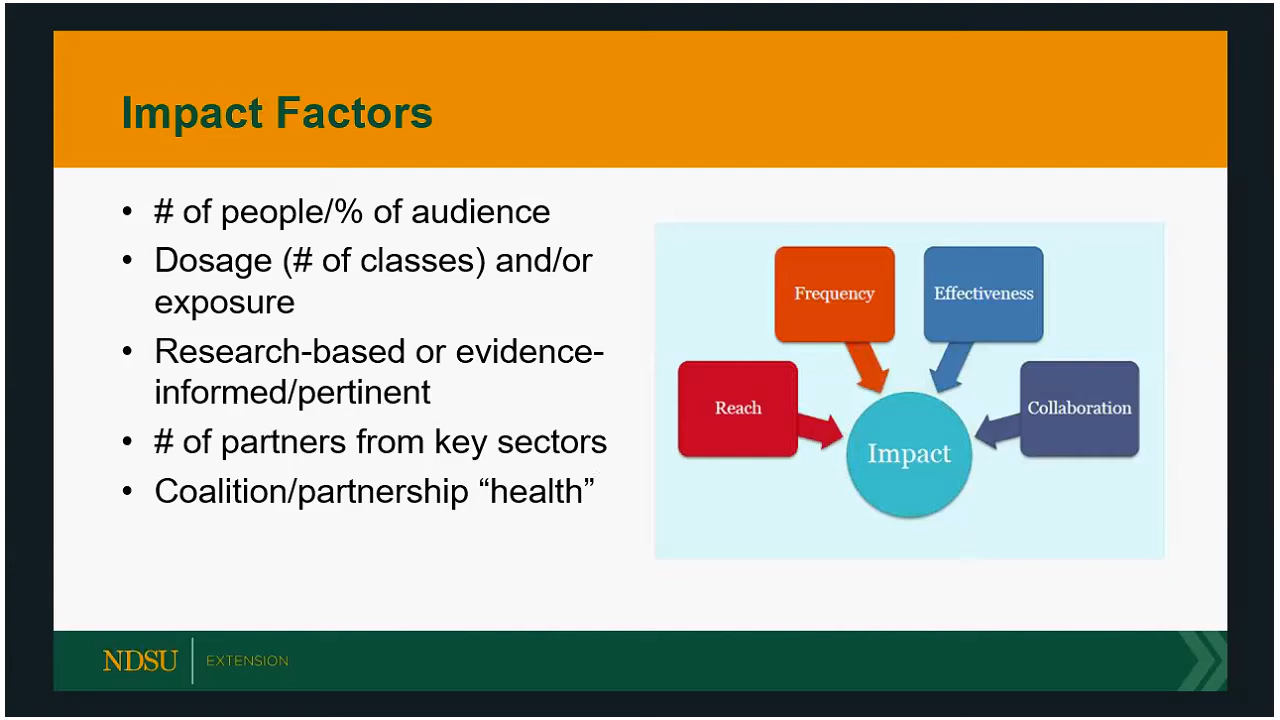 Impact Factors
• # of people/% of audience
• Dosage (# of classes) and/or
exposure
• Research-based or evidence-
informed/pertinent
• # of partners from key sectors
• Coalition/partnership “health”
Frequency
Effectiveness
Reach
Collaboration
Impact
NDSU
EXTENSION